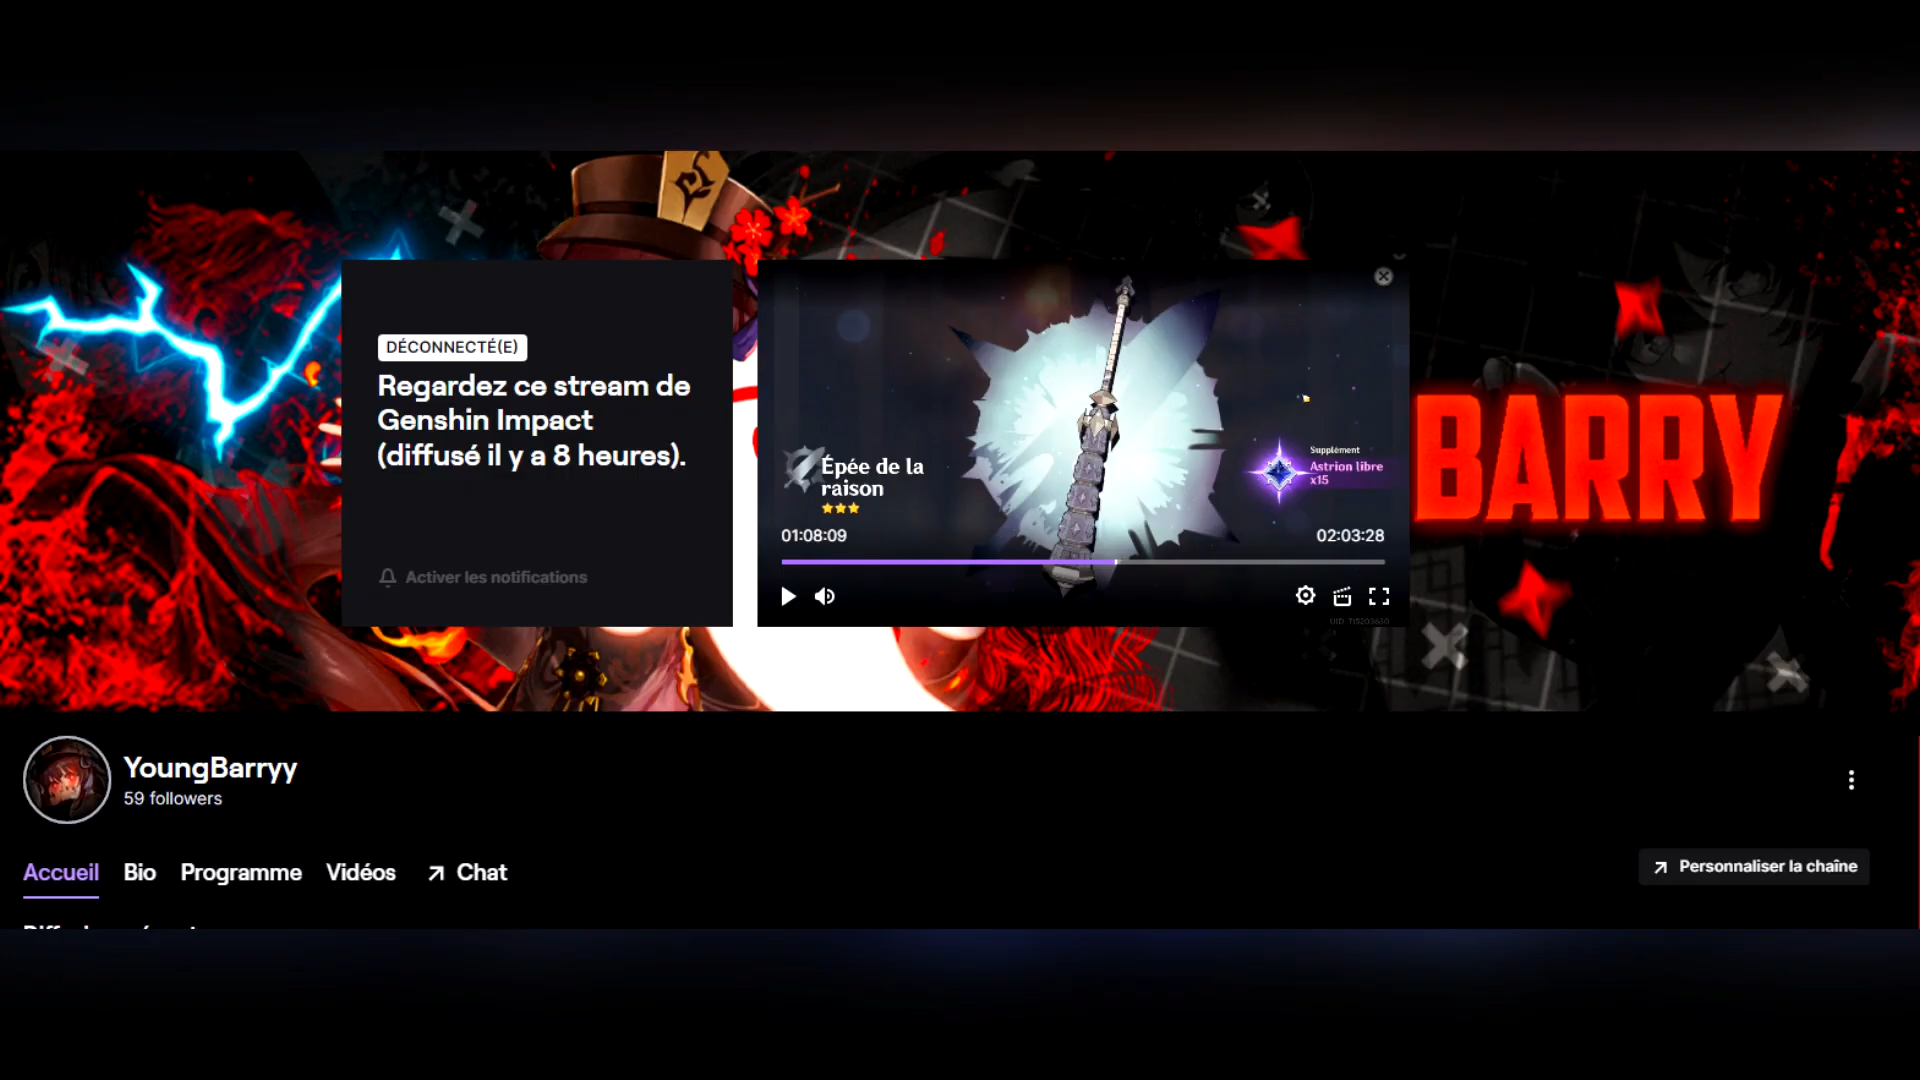 DÉCONNECTÉ(E)
Regardez ce stream de
Genshin Impact
(diffusé il y a 8 heures).
Activer les notifications
Épée de la
raison
Supplément
Astrion libre
x15
01:08:09
02:03:28
BARRY
YoungBarryy
59 followers
Accueil
Bio
Programme
Vidéos
Chat
Personnaliser la chaîne